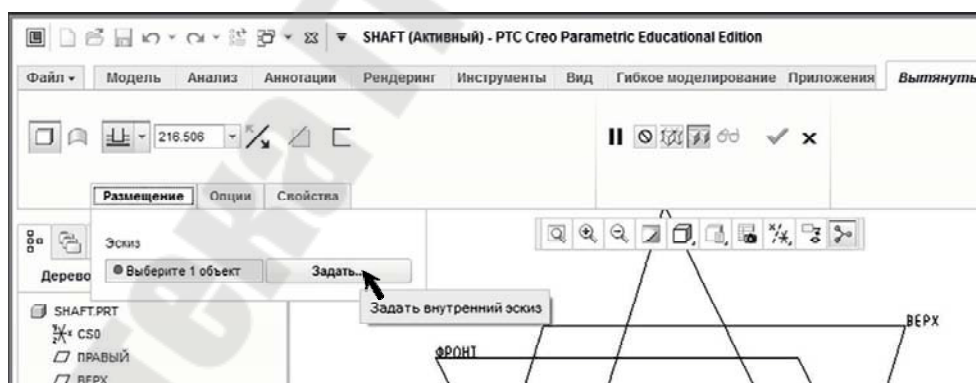 SHAFT (Активный) - PTC Creo Parametric Educational Edition
Файл Модель Анализ Аннотации Рендеринг Инструменты Вид Гибкое моделирование Приложения Вытянуть
216.506
Размещение Опции Свойства
Эскиз
Выберите 1 объект Задать...
Дерево
Задать внутренний эскиз
SHAFT.PRT
CS0
ПРАВЫЙ
ВЕРХ
ВЕРХ
ФРОНТ